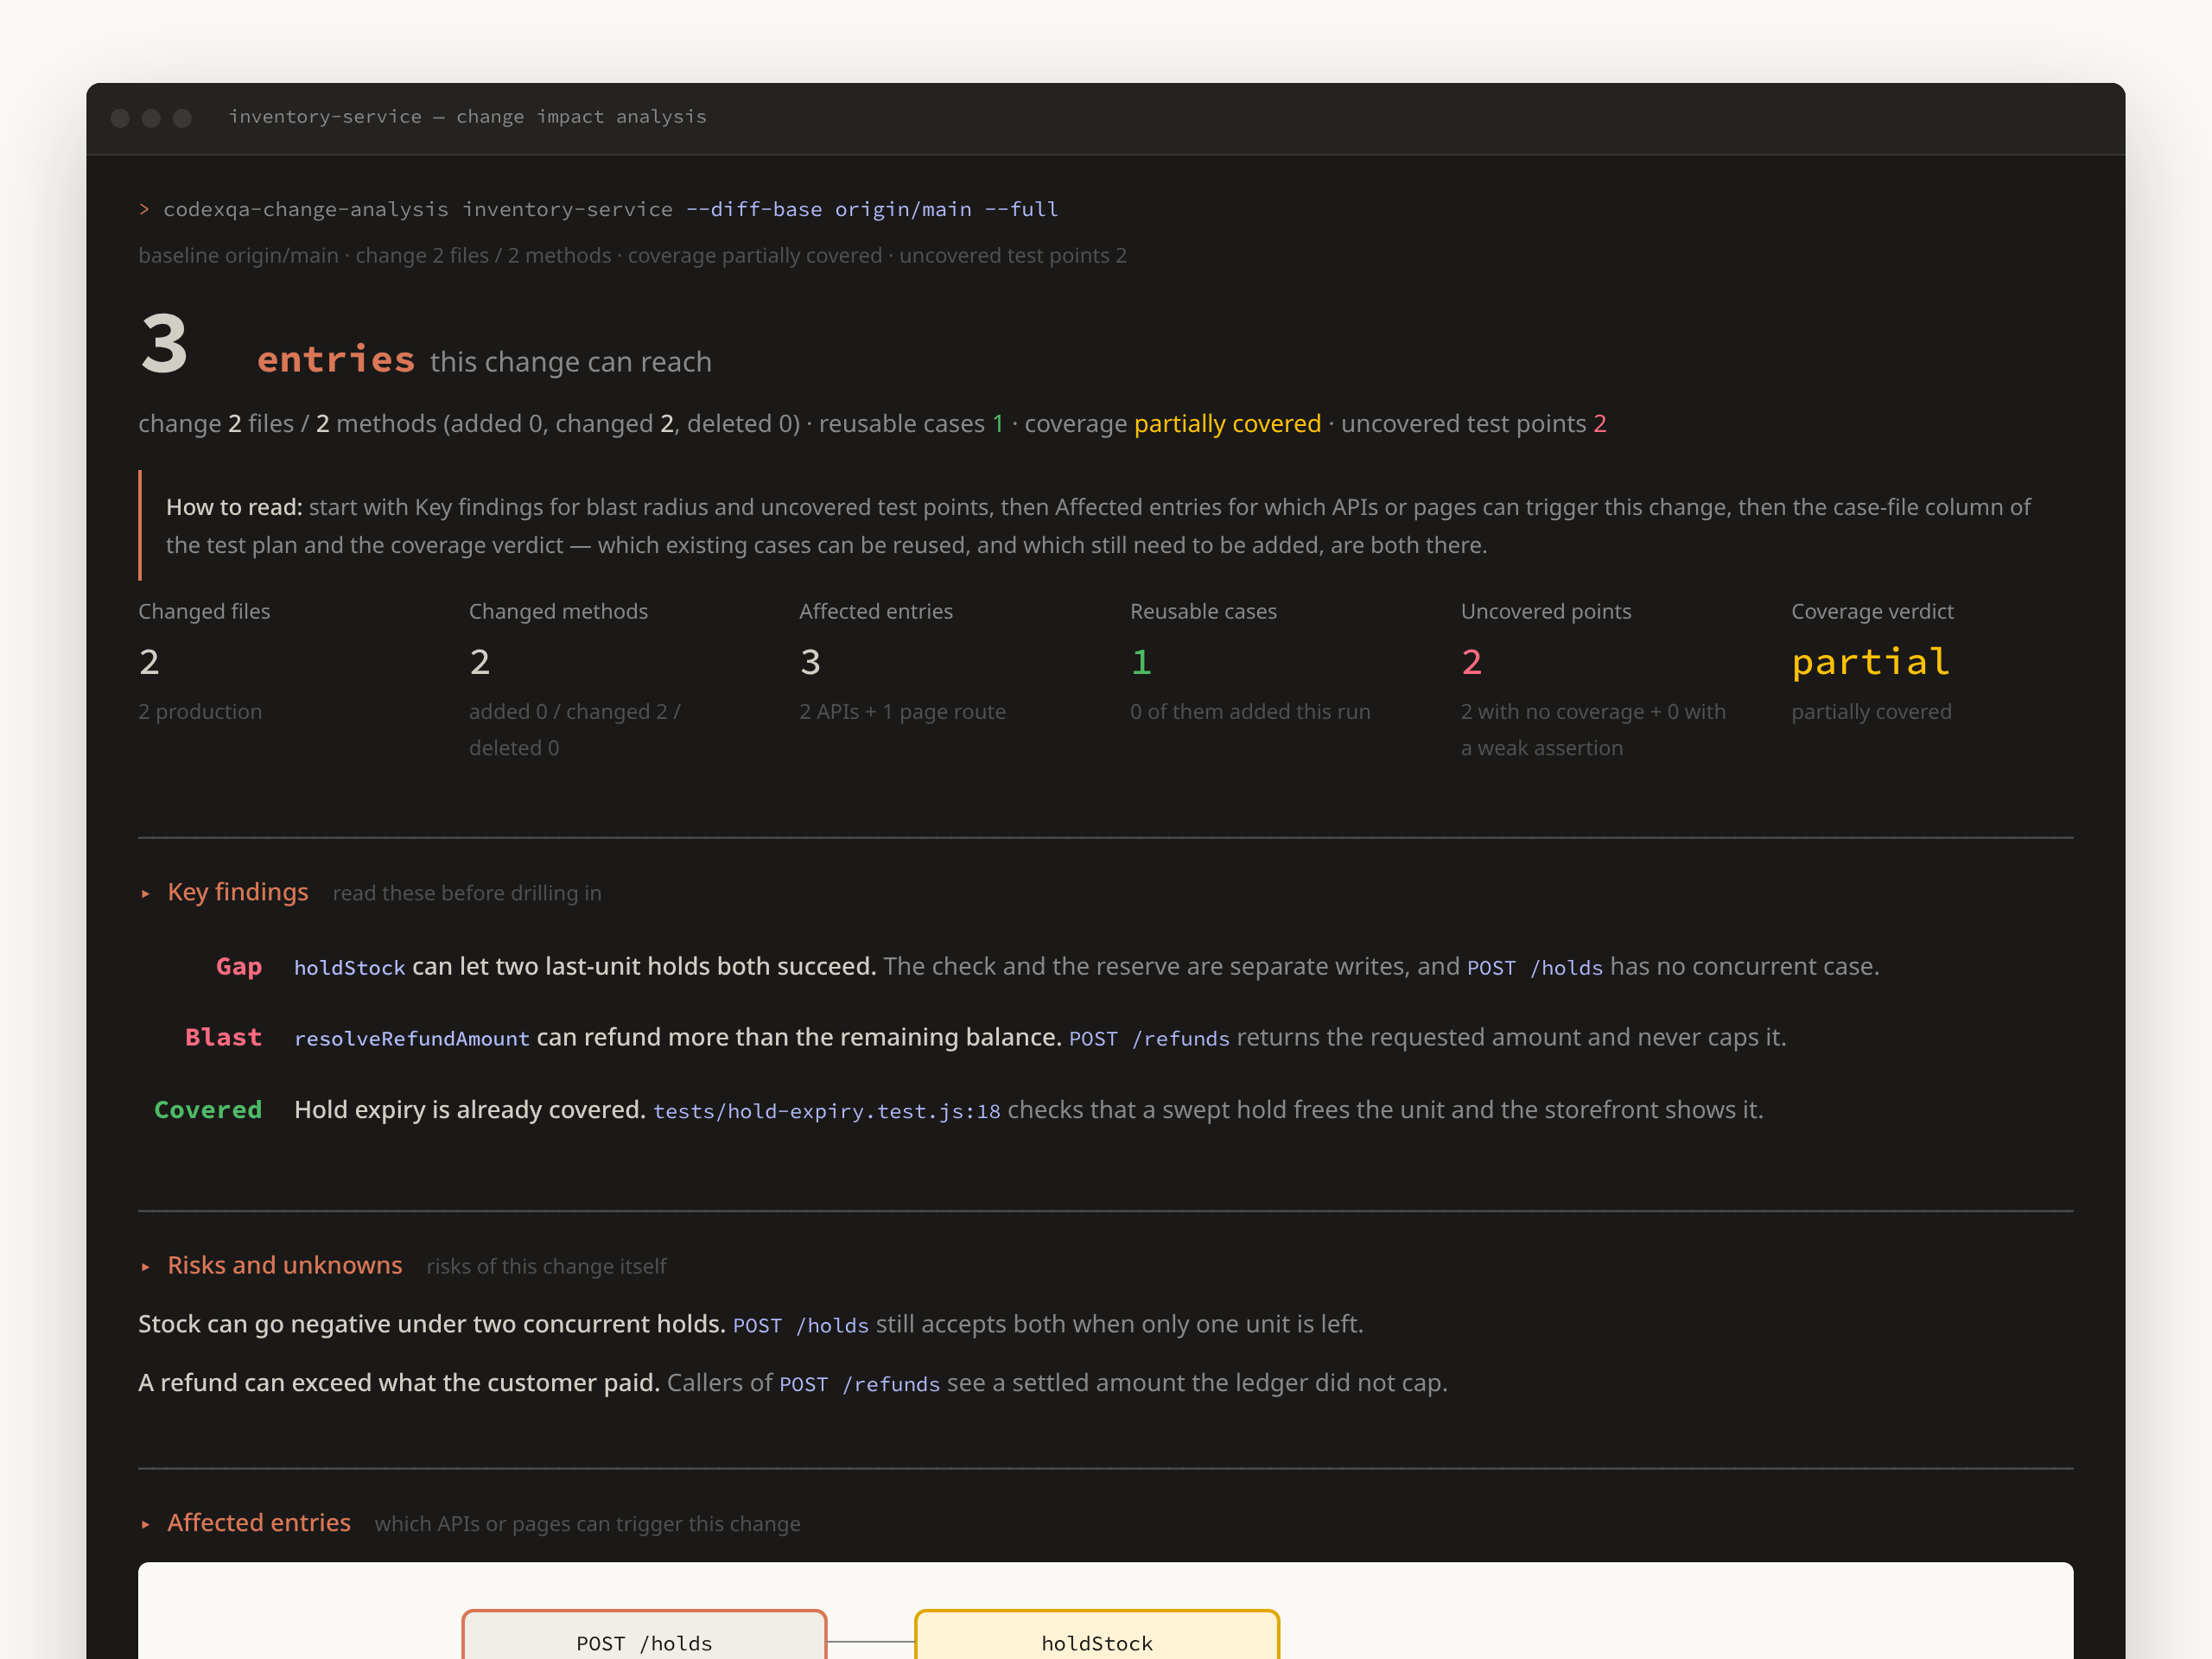 inventory-service — change impact analysis
> codexqa-change-analysis inventory-service --diff-base origin/main --full
baseline origin/main · change 2 files / 2 methods · coverage partially covered · uncovered test points 2
3 entries this change can reach
change 2 files / 2 methods (added 0, changed 2, deleted 0) · reusable cases 1 · coverage partially covered · uncovered test points 2
How to read: start with Key findings for blast radius and uncovered test points, then Affected entries for which APIs or pages can trigger this change, then the case-file column of
the test plan and the coverage verdict — which existing cases can be reused, and which still need to be added, are both there.
Changed files
2
2 production
Changed methods
2
added 0 / changed 2 /
deleted 0
Affected entries
3
2 APIs + 1 page route
Reusable cases
1
0 of them added this run
Uncovered points
2
2 with no coverage + 0 with
a weak assertion
Coverage verdict
partial
partially covered
▸ Key findings read these before drilling in
Gap holdStock can let two last-unit holds both succeed. The check and the reserve are separate writes, and POST /holds has no concurrent case.
Blast resolveRefundAmount can refund more than the remaining balance. POST /refunds returns the requested amount and never caps it.
Covered Hold expiry is already covered. tests/hold-expiry.test.js:18 checks that a swept hold frees the unit and the storefront shows it.
▸ Risks and unknowns risks of this change itself
Stock can go negative under two concurrent holds. POST /holds still accepts both when only one unit is left.
A refund can exceed what the customer paid. Callers of POST /refunds see a settled amount the ledger did not cap.
▸ Affected entries which APIs or pages can trigger this change
POST /holds
holdStock